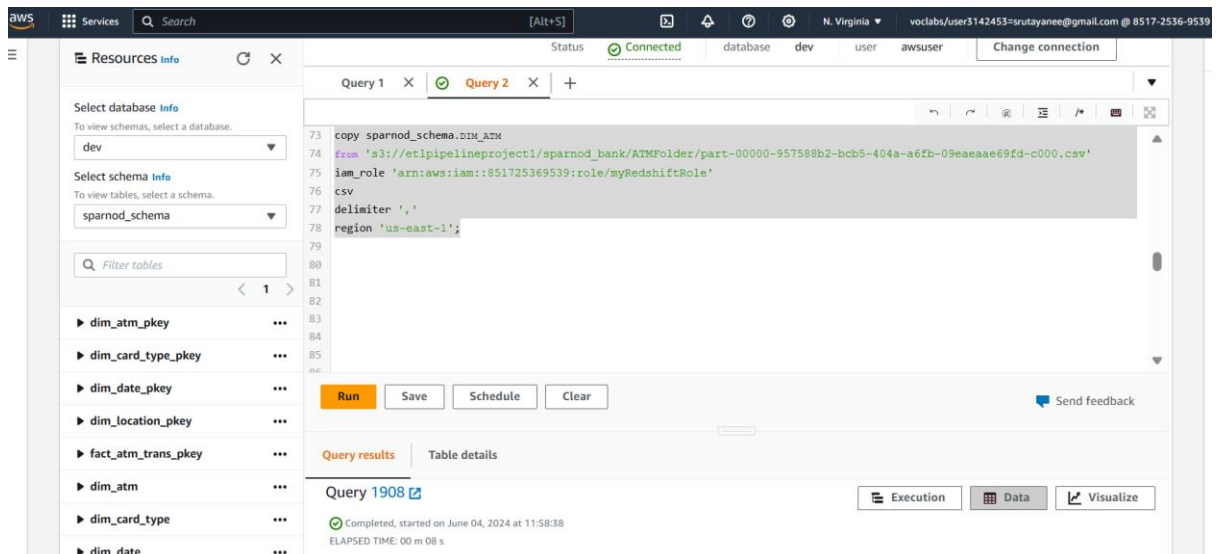 aws
Services
Search
[Alt+S]
N. Virginia
voclabs/user3142453=srutayanee@gmail.com @ 8517-2536-9539
Resources Info
Status Connected database dev user awsuser Change connection
Query 1 Query 2
Select database Info
To view schemas, select a database.
dev
Select schema Info
To view tables, select a schema.
sparnod_schema
Filter tables
1
dim_atm_pkey
dim_card_type_pkey
dim_date_pkey
dim_location_pkey
fact_atm_trans_pkey
dim_atm
dim_card_type
dim_date
73 copy sparnod_schema.DIM_ATM
74 from 's3://etlpipelineproject1/sparnod_bank/ATMFolder/part-00000-957588b2-bcb5-404a-a6fb-09eaeaae69fd-c000.csv'
75 iam_role 'arn:aws:iam::851725369539:role/myRedshiftRole'
76 csv
77 delimiter ','
78 region 'us-east-1';
79
80
81
82
83
84
85
86
Run Save Schedule Clear
Send feedback
Query results Table details
Query 1908
Execution Data Visualize
Completed, started on June 04, 2024 at 11:58:38
ELAPSED TIME: 00 m 08 s